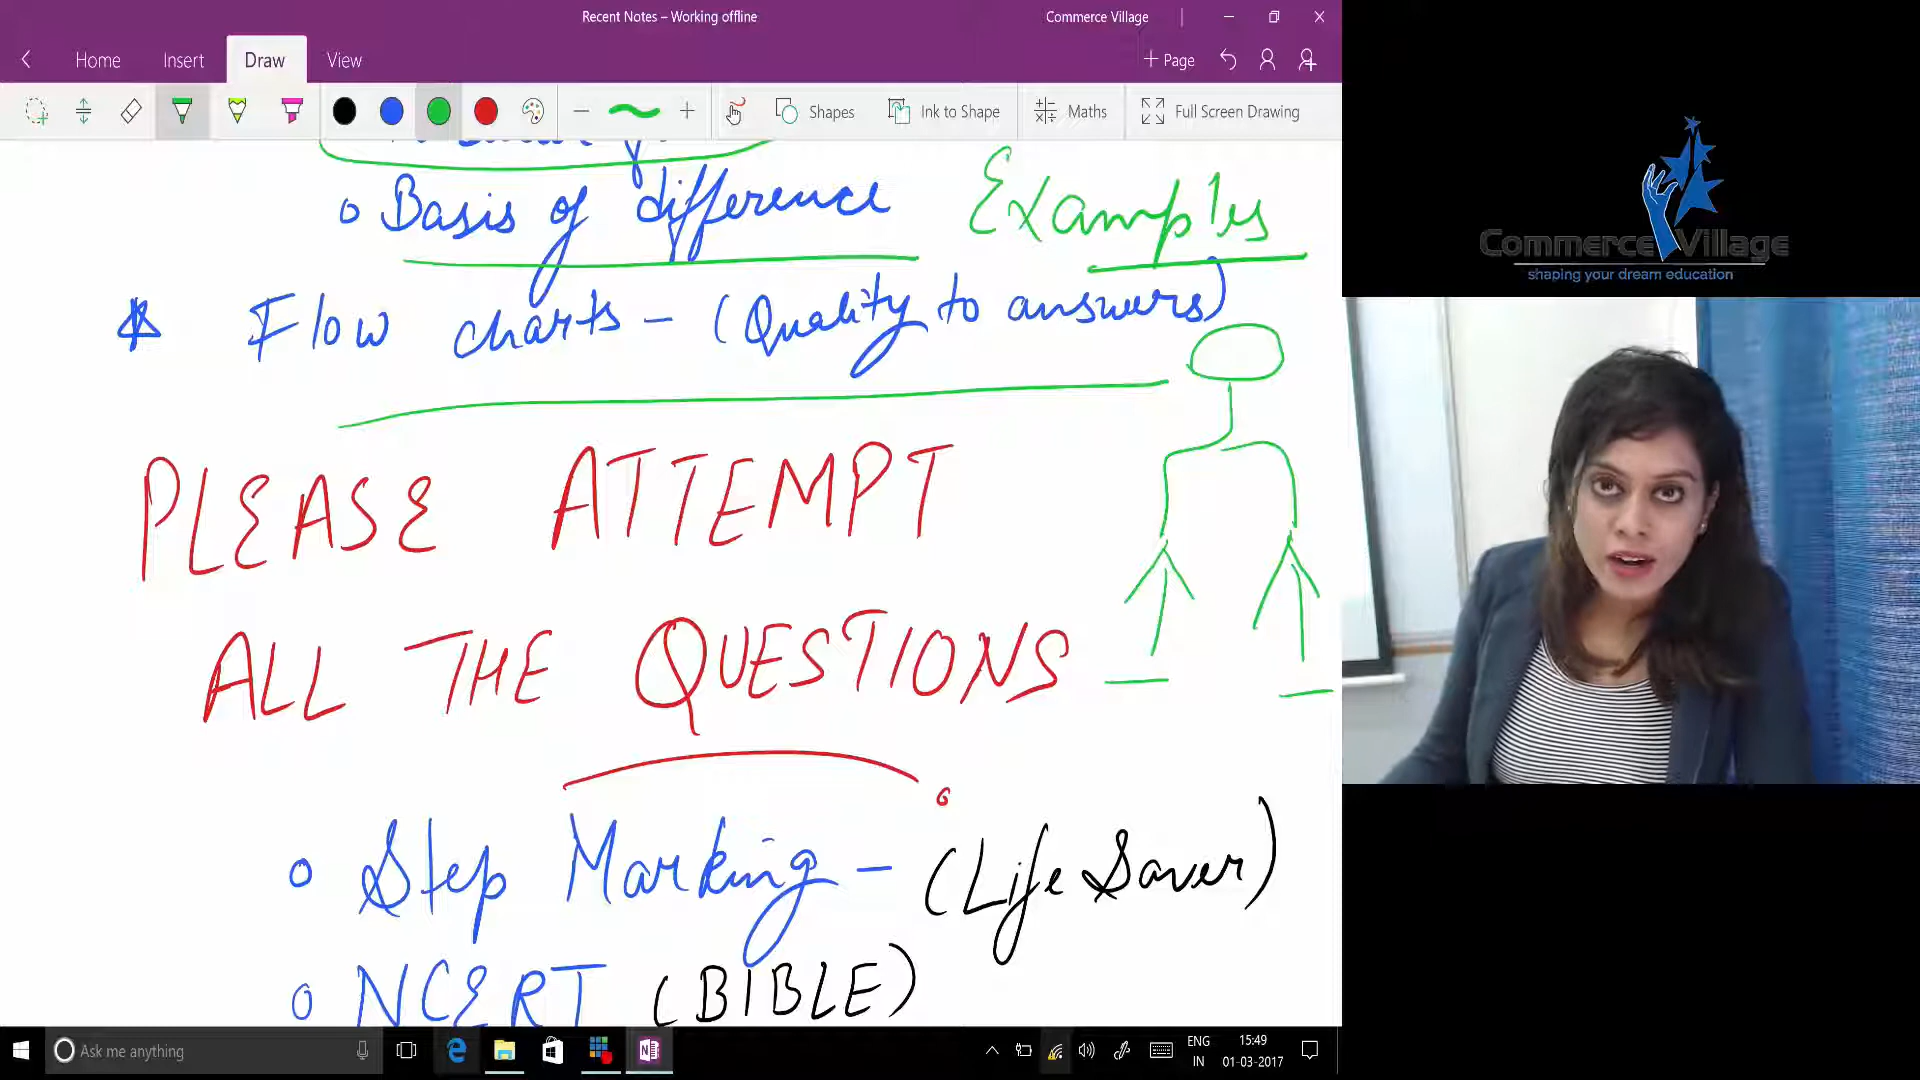 Recent Notes – Working offline
Commerce Village
Home Insert Draw View
Page
Shapes Ink to Shape Maths Full Screen Drawing
Basis of difference Examples
Flow charts – (Quality to answers)
PLEASE ATTEMPT
ALL THE QUESTIONS
Step Marking – (Life Saver)
NCERT (BIBLE)
Commerce Village
shaping your dream education
Ask me anything
ENG
IN
15:49
01-03-2017